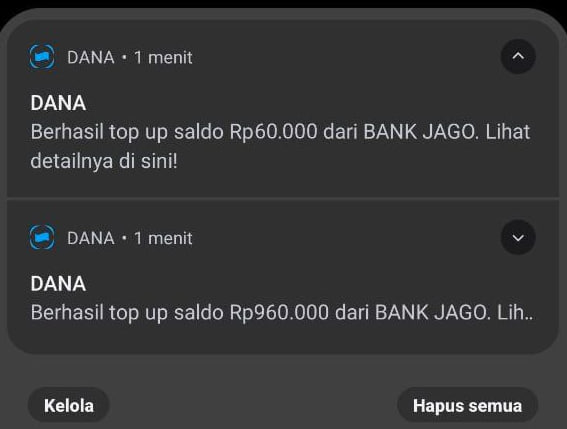 DANA • 1 menit
DANA
Berhasil top up saldo Rp60.000 dari BANK JAGO. Lihat
detailnya di sini!
DANA • 1 menit
DANA
Berhasil top up saldo Rp960.000 dari BANK JAGO. Lih..
Kelola
Hapus semua